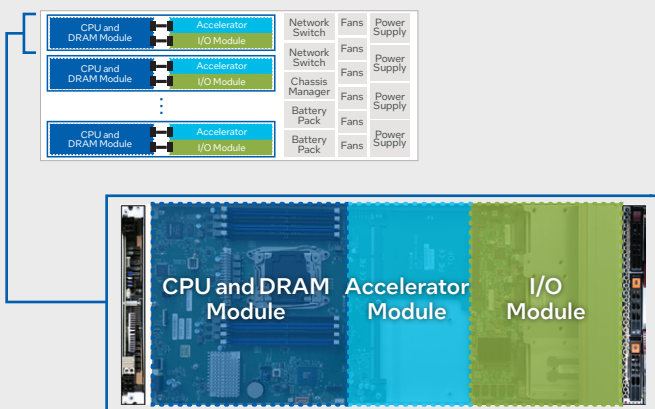 CPU and
DRAM Module
Accelerator
I/O Module
CPU and
DRAM Module
Accelerator
I/O Module
CPU and
DRAM Module
Accelerator
I/O Module
Network
Switch
Network
Switch
Chassis
Manager
Battery
Pack
Battery
Pack
Fans
Fans
Fans
Fans
Fans
Fans
Power
Supply
Power
Supply
Power
Supply
Power
Supply
CPU and DRAM
Module
Accelerator
Module
I/O
Module